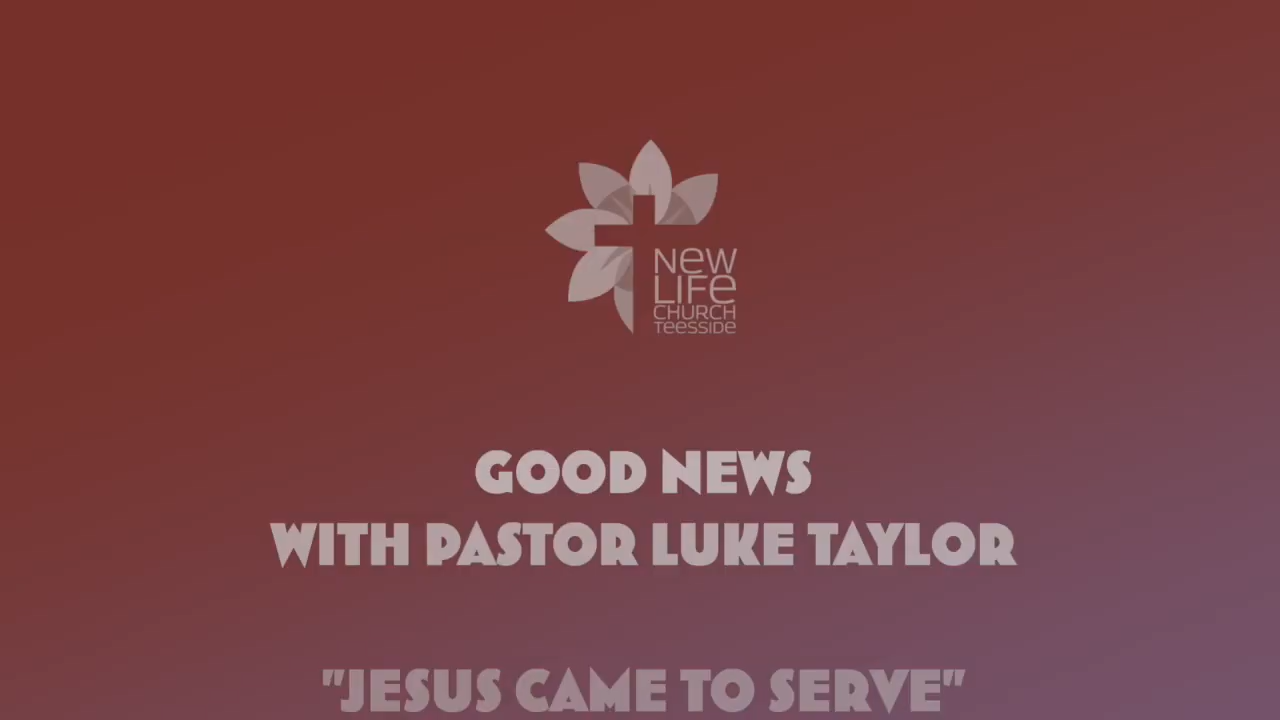 New
Life
Church
Teesside
GOOD NEWS
WITH PASTOR LUKE TAYLOR
"JESUS CAME TO SERVE"